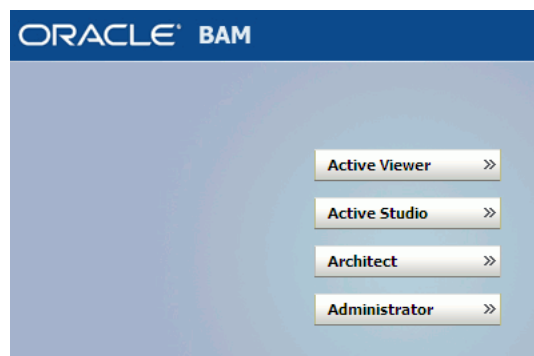 ORACLE® BAM
Active Viewer »
Active Studio »
Architect »
Administrator »